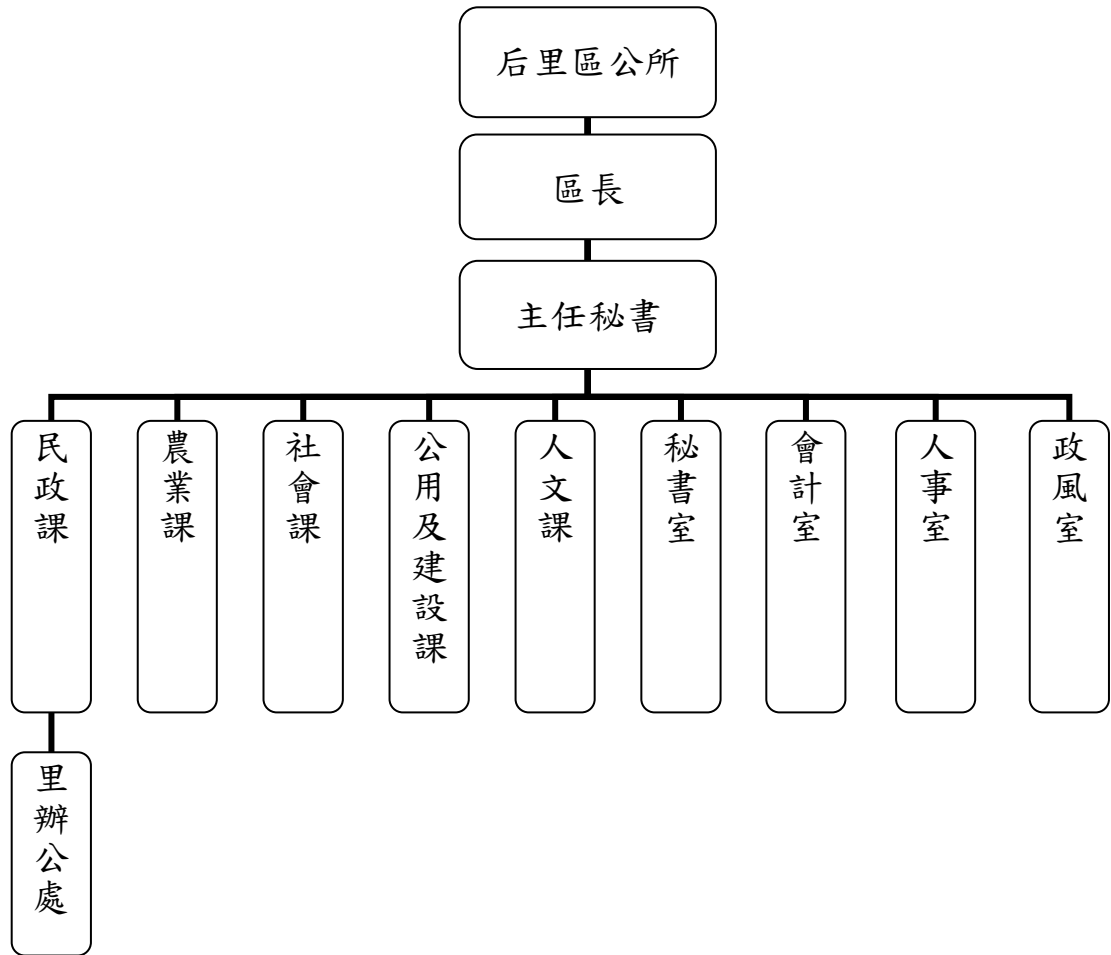 后里區公所
區長
主任秘書
民政課
農業課
社會課
公用及建設課
人文課
秘書室
會計室
人事室
政風室
里辦公處